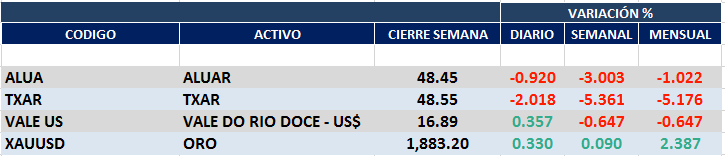 VARIACIÓN %
CODIGO ACTIVO CIERRE SEMANA DIARIO SEMANAL MENSUAL
ALUA ALUAR 48.45 -0.920 -3.003 -1.022
TXAR TXAR 48.55 -2.018 -5.361 -5.176
VALE US VALE DO RIO DOCE - US$ 16.89 0.357 -0.647 -0.647
XAUUSD ORO 1,883.20 0.330 0.090 2.387